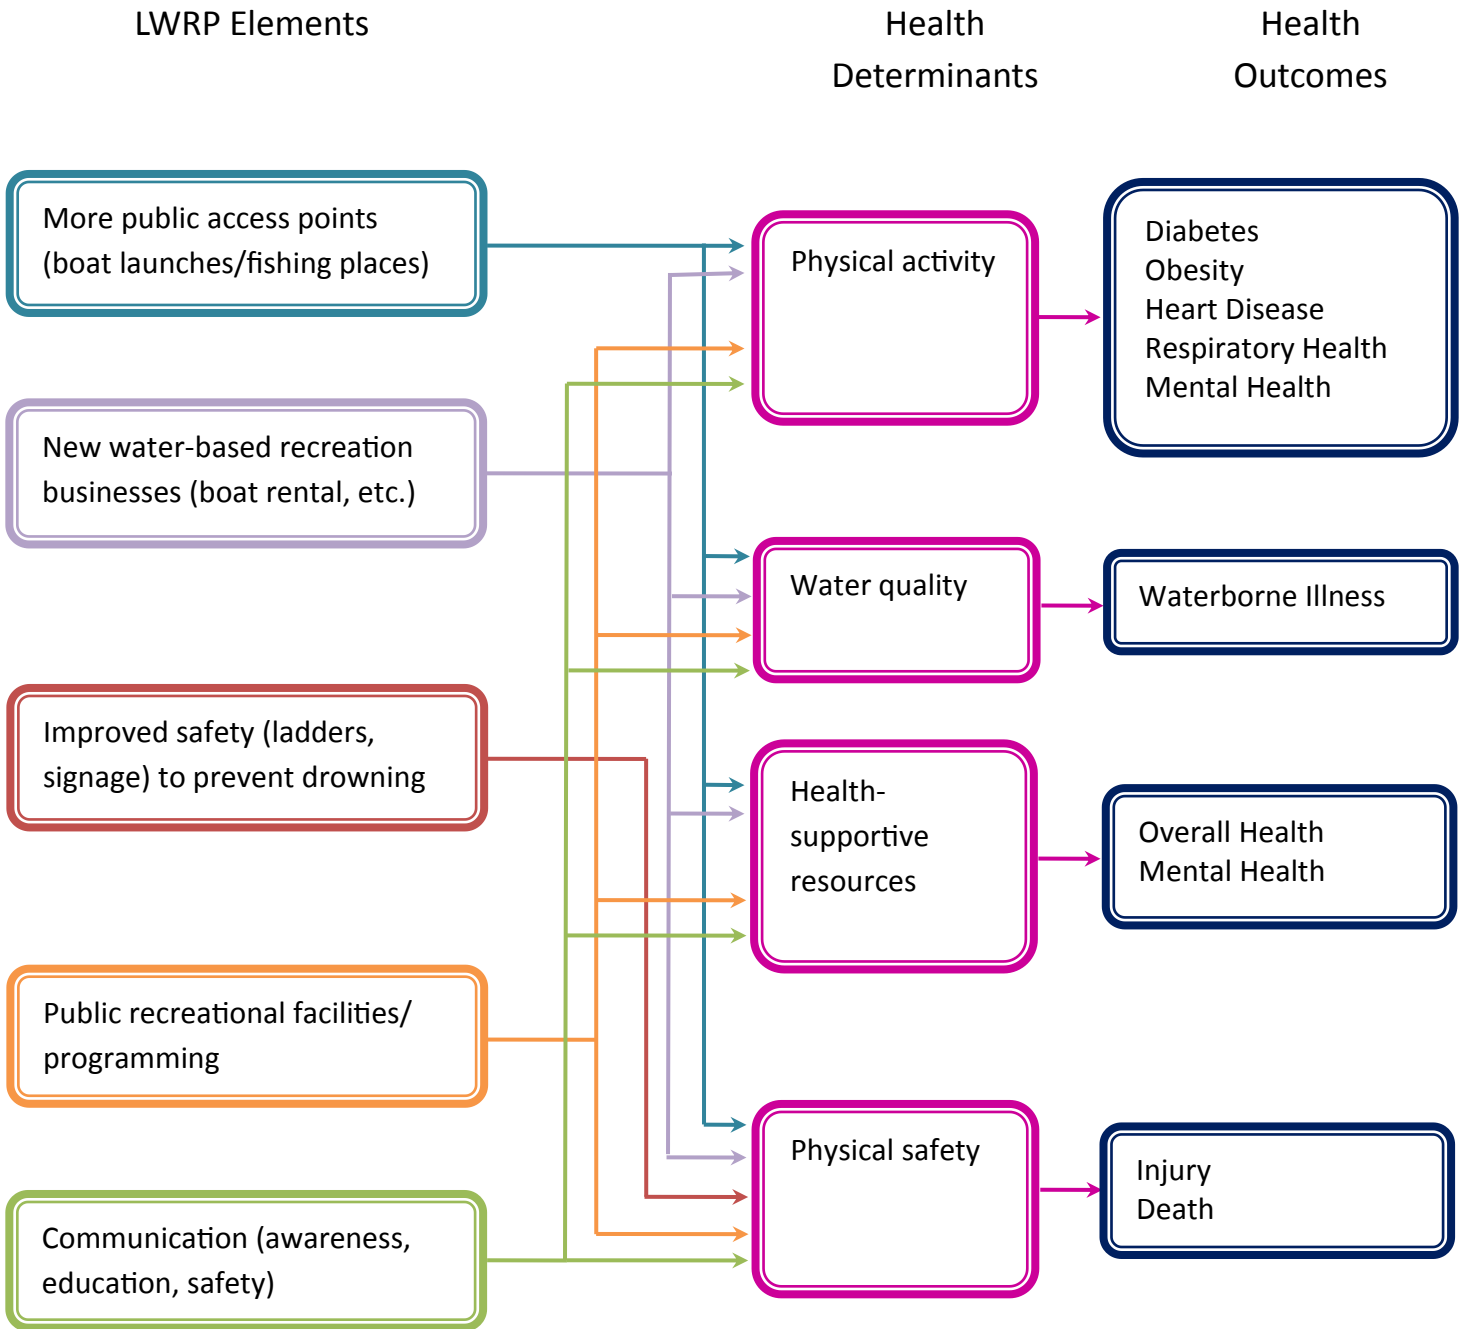 LWRP Elements
Health
Determinants
Health
Outcomes
More public access points
(boat launches/fishing places)
New water-based recreation
businesses (boat rental, etc.)
Improved safety (ladders,
signage) to prevent drowning
Public recreational facilities/
programming
Communication (awareness,
education, safety)
Physical activity
Water quality
Health-
supportive
resources
Physical safety
Diabetes
Obesity
Heart Disease
Respiratory Health
Mental Health
Waterborne Illness
Overall Health
Mental Health
Injury
Death